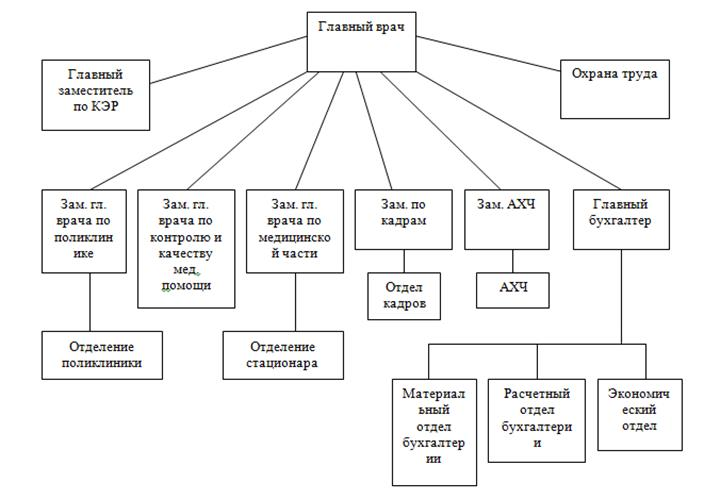 Главный врач
Главный
заместитель
по КЭР
Охрана труда
Зам. гл.
врача по
поликлин
ике
Зам. гл.
врача по
контролю и
качеству
мед.
помощи
Зам. гл.
врача по
медицинско
й части
Зам. по
кадрам
Зам. АХЧ
Главный
бухгалтер
Отдел
кадров
АХЧ
Отделение
поликлиники
Отделение
стационара
Материал
ьный
отдел
бухгалтер
ии
Расчетный
отдел
бухгалтери
и
Экономич
еский
отдел